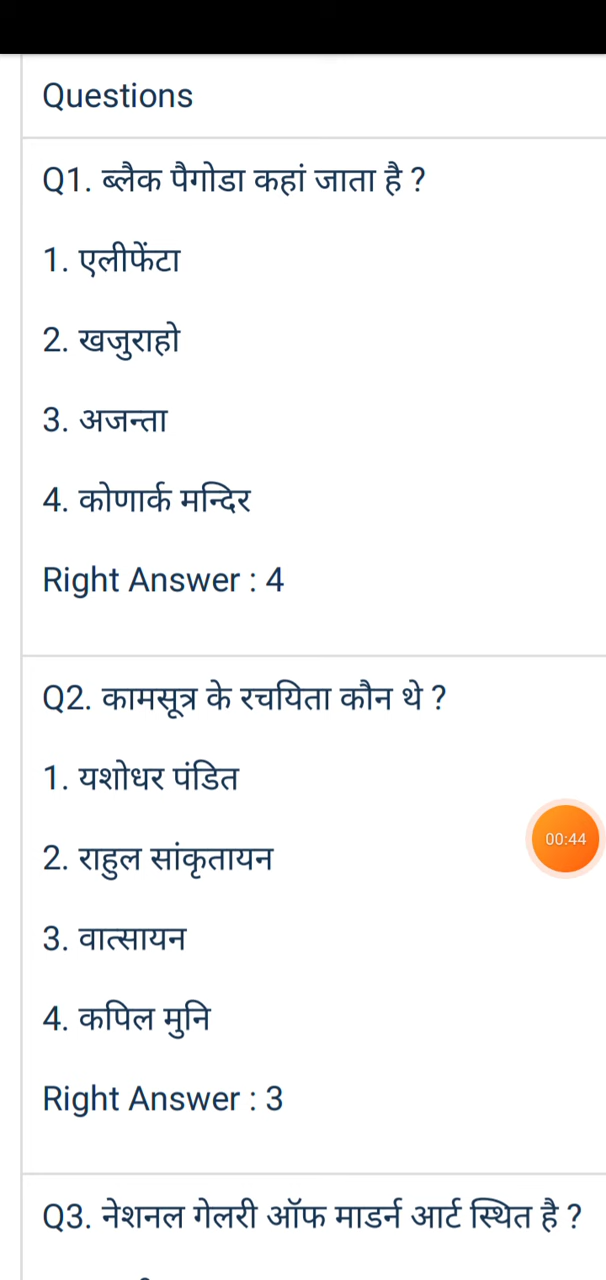 Questions
Q1. ब्लैक पैगोडा कहां जाता है ?
1. एलीफेंटा
2. खजुराहो
3. अजन्ता
4. कोणार्क मन्दिर
Right Answer : 4
Q2. कामसूत्र के रचयिता कौन थे ?
1. यशोधर पंडित
2. राहुल सांकृतायन
00:44
3. वात्सायन
4. कपिल मुनि
Right Answer : 3
Q3. नेशनल गेलरी ऑफ माडर्न आर्ट स्थित है ?